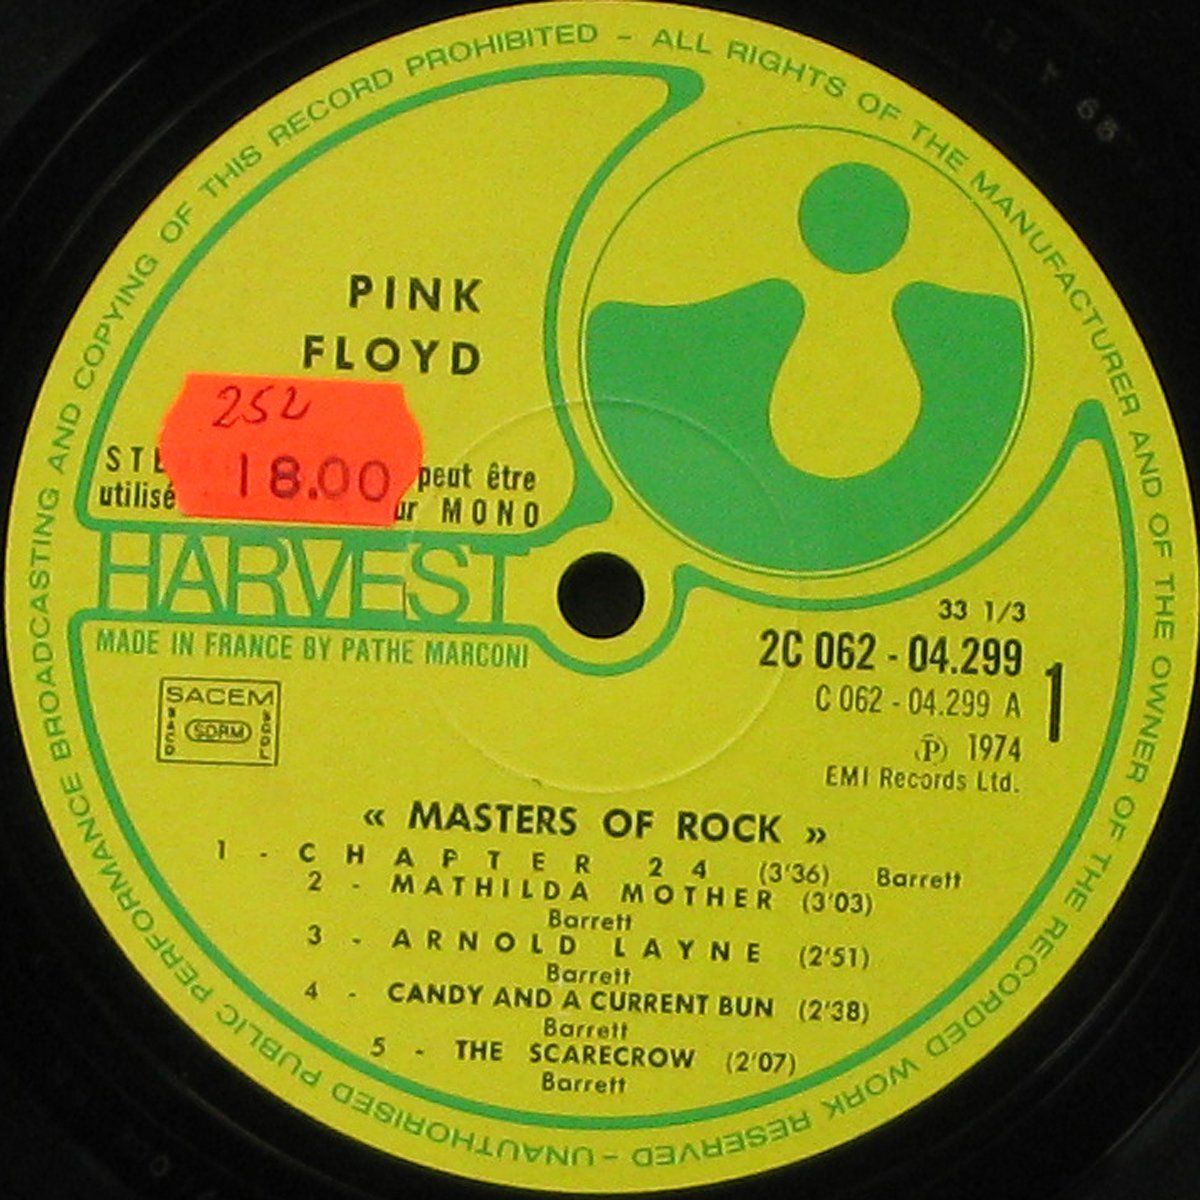 UNAUTHORISED PUBLIC PERFORMANCE BROADCASTING AND COPYING OF THIS RECORD PROHIBITED - ALL RIGHTS OF THE MANUFACTURER AND OF THE OWNER OF THE RECORDED WORK RESERVED -
PINK
FLOYD
252
18.00
peut être
utilisé
MONO
HARVEST
MADE IN FRANCE BY PATHE MARCONI
SACEM
SDRM
33 1/3
2C 062 - 04.299
C 062 - 04.299 A
1
(P) 1974
EMI Records Ltd.
« MASTERS OF ROCK »
1 - CHAPTER 24 (3'36) Barrett
2 - MATHILDA MOTHER (3'03)
Barrett
3 - ARNOLD LAYNE (2'51)
Barrett
4 - CANDY AND A CURRENT BUN (2'38)
Barrett
5 - THE SCARECROW (2'07)
Barrett